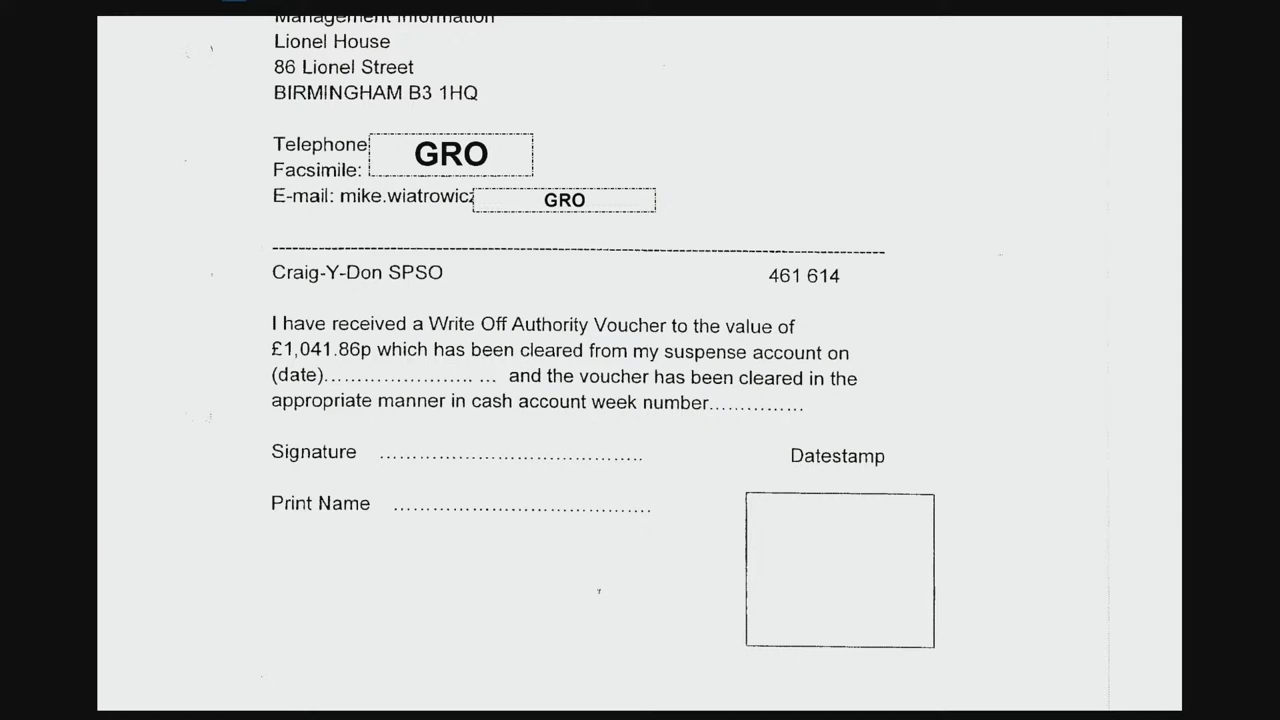 Management Information
Lionel House
86 Lionel Street
BIRMINGHAM B3 1HQ
Telephone
GRO
Facsimile:
E-mail: mike.wiatrowicz
GRO
Craig-Y-Don SPSO 461 614
I have received a Write Off Authority Voucher to the value of
£1,041.86p which has been cleared from my suspense account on
(date)........................ ... and the voucher has been cleared in the
appropriate manner in cash account week number...............
Signature ..........................................
Datestamp
Print Name .........................................